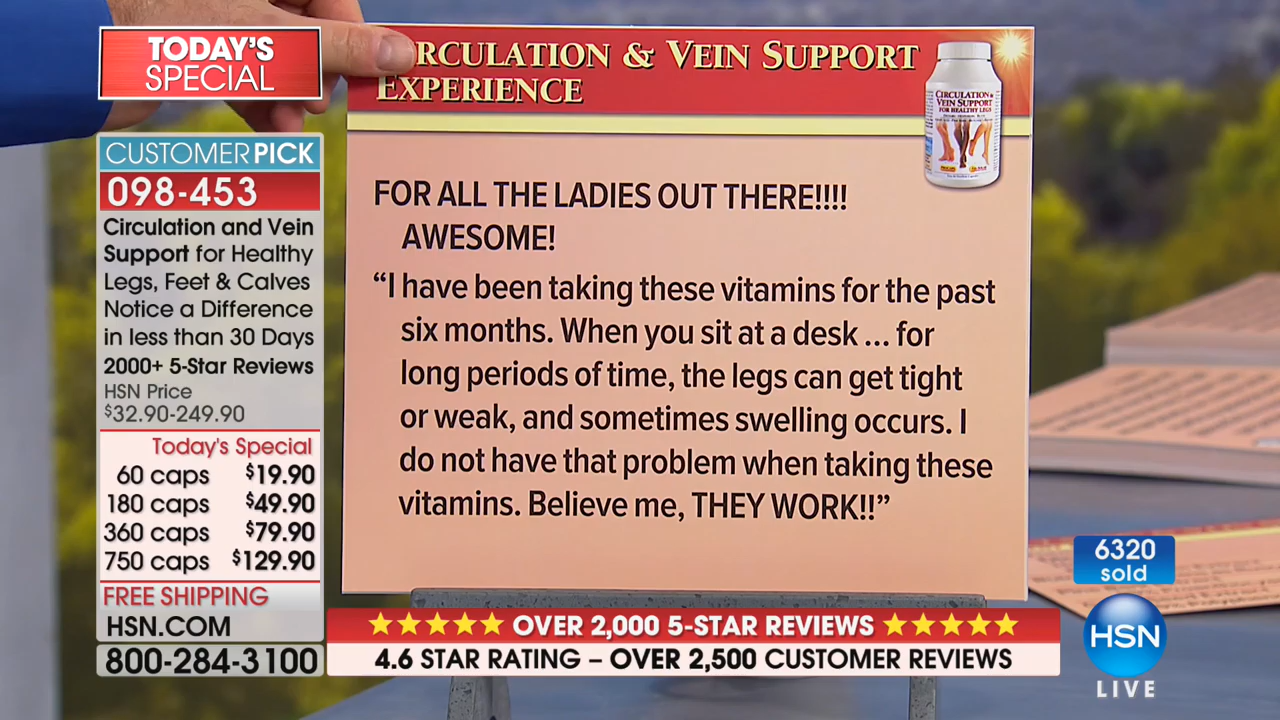 TODAY'S
SPECIAL
CUSTOMER PICK
098-453
Circulation and Vein
Support for Healthy
Legs, Feet & Calves
Notice a Difference
in less than 30 Days
2000+ 5-Star Reviews
HSN Price
$32.90-249.90
Today's Special
60 caps $19.90
180 caps $49.90
360 caps $79.90
750 caps $129.90
FREE SHIPPING
HSN.COM
800-284-3100
RCULATION & VEIN SUPPORT
EXPERIENCE
CIRCULATION &
VEIN SUPPORT
FOR HEALTHY LEGS
FOR ALL THE LADIES OUT THERE!!!!
AWESOME!
“I have been taking these vitamins for the past
six months. When you sit at a desk ... for
long periods of time, the legs can get tight
or weak, and sometimes swelling occurs. I
do not have that problem when taking these
vitamins. Believe me, THEY WORK!!”
6320
sold
OVER 2,000 5-STAR REVIEWS
4.6 STAR RATING – OVER 2,500 CUSTOMER REVIEWS
HSN
LIVE